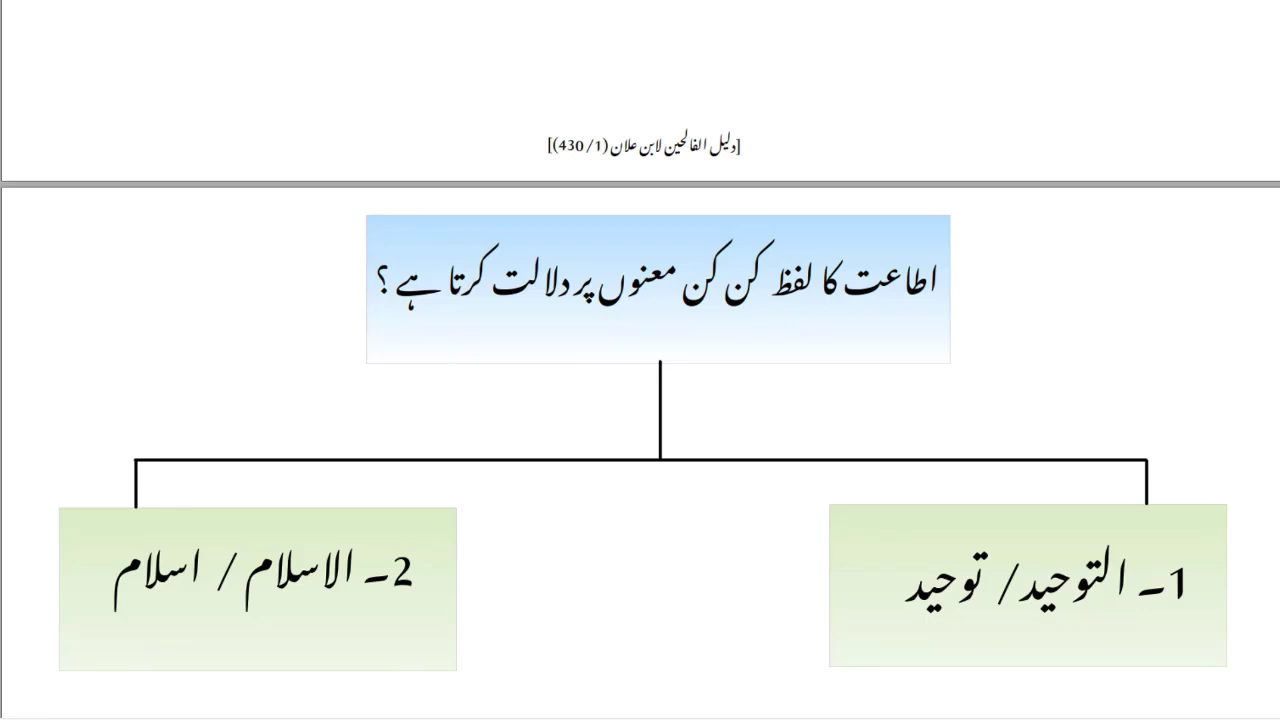 [دلیل الفالحین لابن علان (1/ 430)]
اطاعت کا لفظ کن کن معنوں پر دلالت کرتا ہے ؟
1۔ التوحید/ توحید
2۔ الاسلام / اسلام